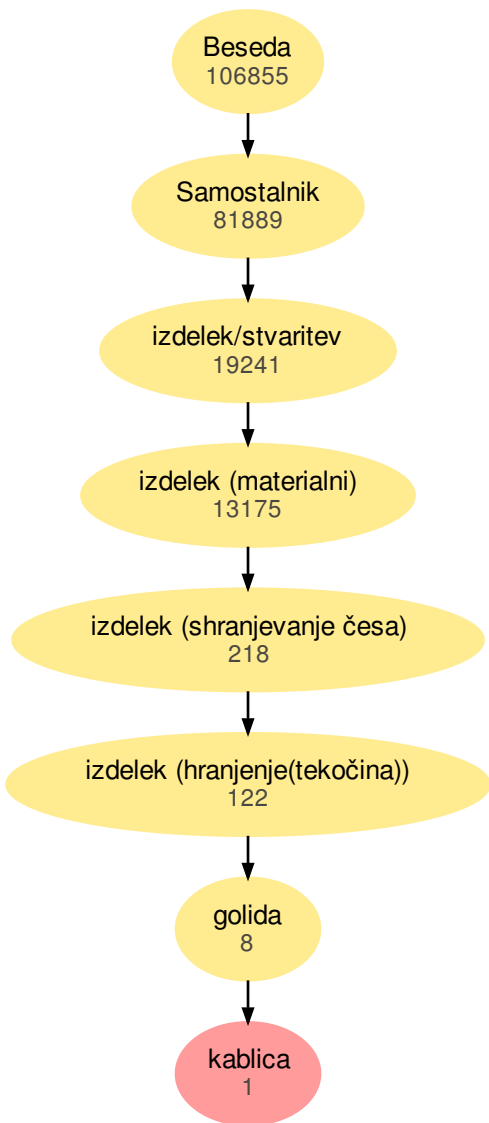 Beseda
106855
Samostalnik
81889
izdelek/stvaritev
19241
izdelek (materialni)
13175
izdelek (shranjevanje česa)
218
izdelek (hranjenje(tekočina))
122
golida
8
kablica
1